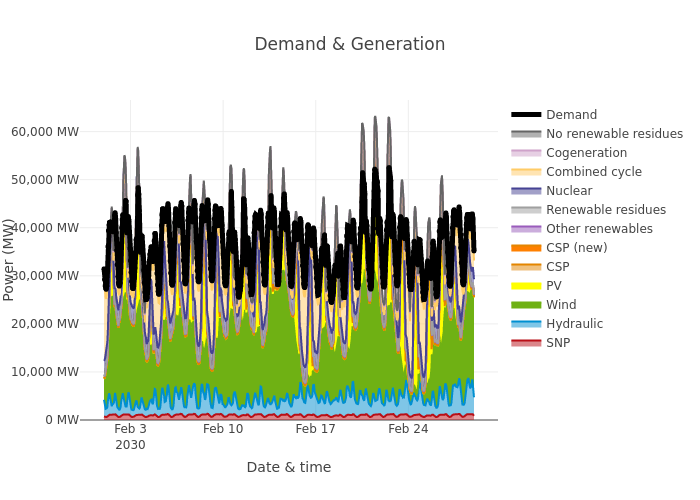 Demand & Generation
Power (MW)
60,000 MW
50,000 MW
40,000 MW
30,000 MW
20,000 MW
10,000 MW
0 MW
Feb 3
2030
Feb 10
Feb 17
Feb 24
Date & time
Demand
No renewable residues
Cogeneration
Combined cycle
Nuclear
Renewable residues
Other renewables
CSP (new)
CSP
PV
Wind
Hydraulic
SNP